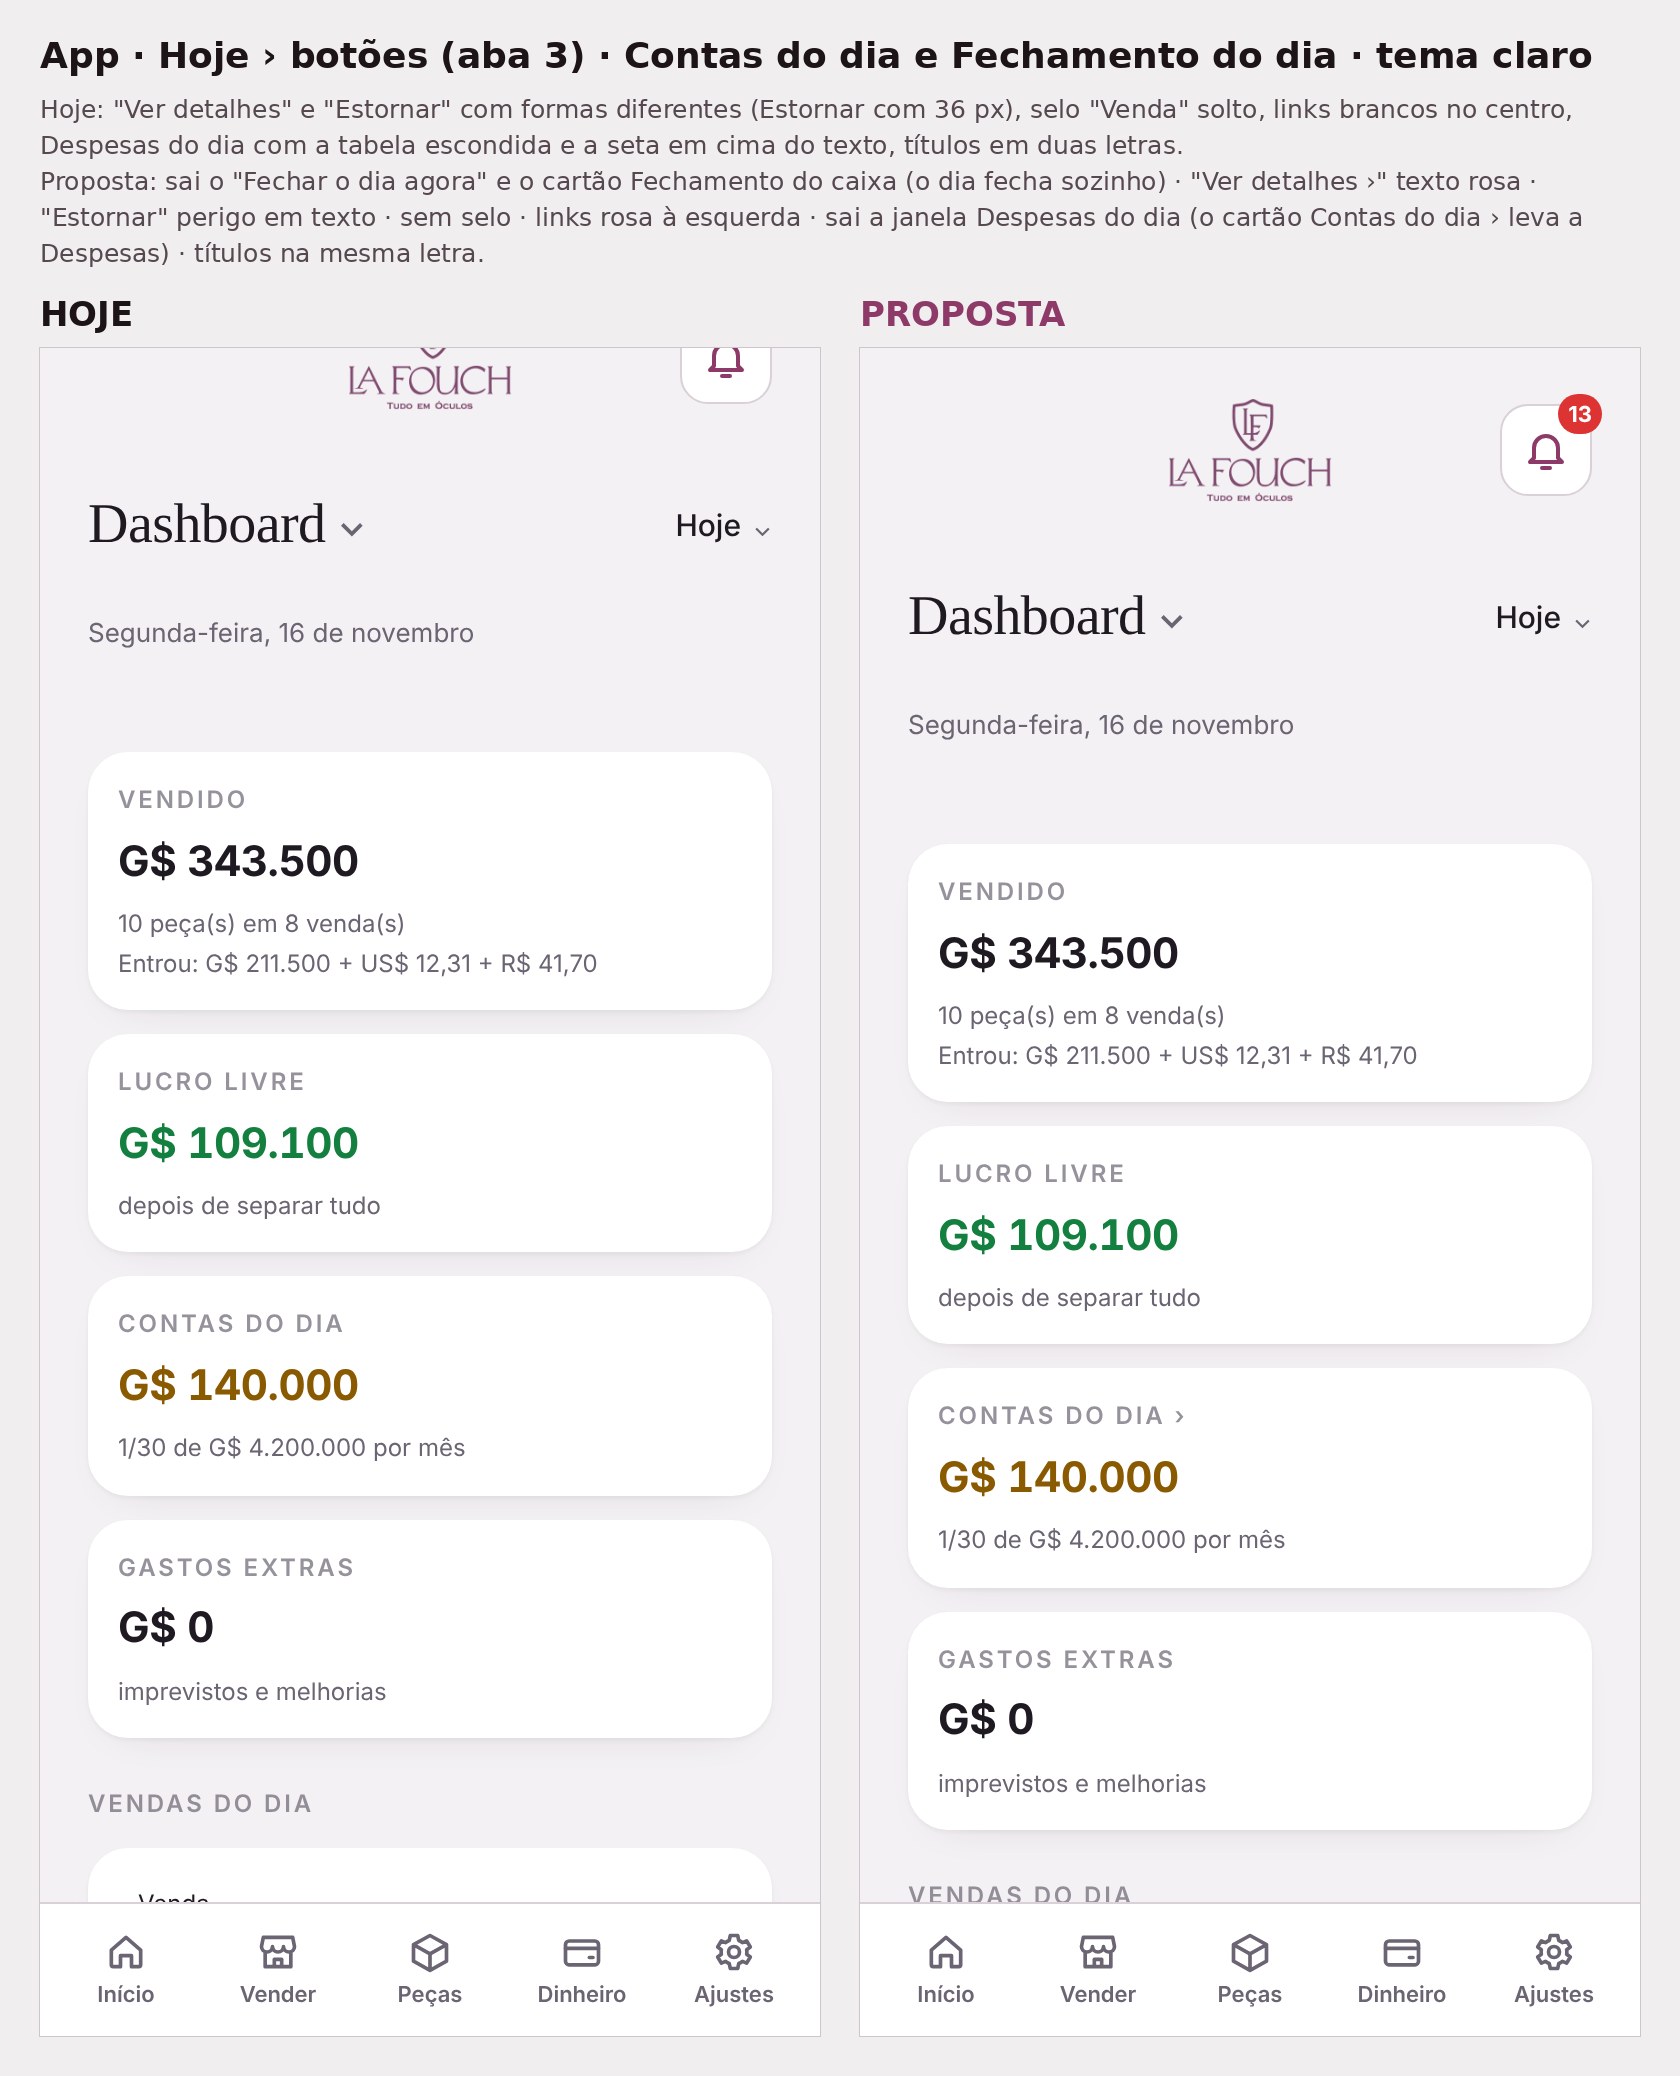 App · Hoje › botões (aba 3) · Contas do dia e Fechamento do dia · tema claro
Hoje: "Ver detalhes" e "Estornar" com formas diferentes (Estornar com 36 px), selo "Venda" solto, links brancos no centro,
Despesas do dia com a tabela escondida e a seta em cima do texto, títulos em duas letras.
Proposta: sai o "Fechar o dia agora" e o cartão Fechamento do caixa (o dia fecha sozinho) · "Ver detalhes ›" texto rosa ·
"Estornar" perigo em texto · sem selo · links rosa à esquerda · sai a janela Despesas do dia (o cartão Contas do dia › leva a
Despesas) · títulos na mesma letra.
HOJE
LA FOUCH
TUDO EM ÓCULOS
Dashboard
Hoje
Segunda-feira, 16 de novembro
VENDIDO
G$ 343.500
10 peça(s) em 8 venda(s)
Entrou: G$ 211.500 + US$ 12,31 + R$ 41,70
LUCRO LIVRE
G$ 109.100
depois de separar tudo
CONTAS DO DIA
G$ 140.000
1/30 de G$ 4.200.000 por mês
GASTOS EXTRAS
G$ 0
imprevistos e melhorias
VENDAS DO DIA
Venda
Início
Vender
Peças
Dinheiro
Ajustes
PROPOSTA
LF
LA FOUCH
TUDO EM ÓCULOS
13
Dashboard
Hoje
Segunda-feira, 16 de novembro
VENDIDO
G$ 343.500
10 peça(s) em 8 venda(s)
Entrou: G$ 211.500 + US$ 12,31 + R$ 41,70
LUCRO LIVRE
G$ 109.100
depois de separar tudo
CONTAS DO DIA ›
G$ 140.000
1/30 de G$ 4.200.000 por mês
GASTOS EXTRAS
G$ 0
imprevistos e melhorias
VENDAS DO DIA
Início
Vender
Peças
Dinheiro
Ajustes